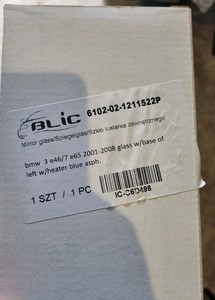 BLIC 6102-02-1211522P
Mirror glass/Spiegelglas/Szkło lusterka zewnętrznego
bmw 3 e46/7 e65 2001-2008 glass w/base of
left w/heater blue asph.
1 SZT / 1 PC
IC-C6D498